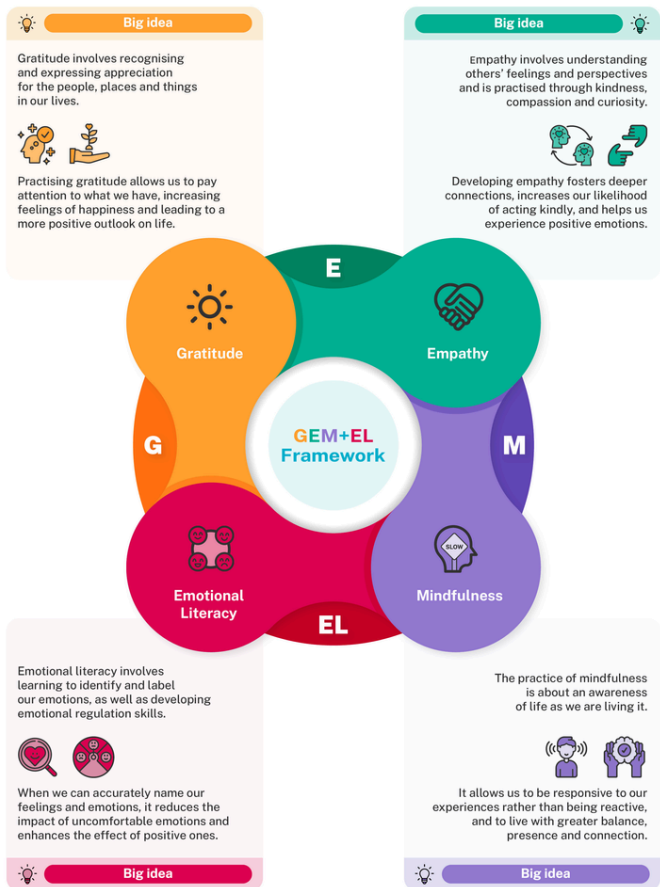 Big idea
Gratitude involves recognising
and expressing appreciation
for the people, places and things
in our lives.
Practising gratitude allows us to pay
attention to what we have, increasing
feelings of happiness and leading to a
more positive outlook on life.
Big idea
Empathy involves understanding
others' feelings and perspectives
and is practised through kindness,
compassion and curiosity.
Developing empathy fosters deeper
connections, increases our likelihood
of acting kindly, and helps us
experience positive emotions.
E
Gratitude
Empathy
G
GEM+EL
Framework
M
Emotional
Literacy
SLOW
Mindfulness
EL
Emotional literacy involves
learning to identify and label
our emotions, as well as developing
emotional regulation skills.
When we can accurately name our
feelings and emotions, it reduces the
impact of uncomfortable emotions and
enhances the effect of positive ones.
Big idea
The practice of mindfulness
is about an awareness
of life as we are living it.
It allows us to be responsive to our
experiences rather than being reactive,
and to live with greater balance,
presence and connection.
Big idea